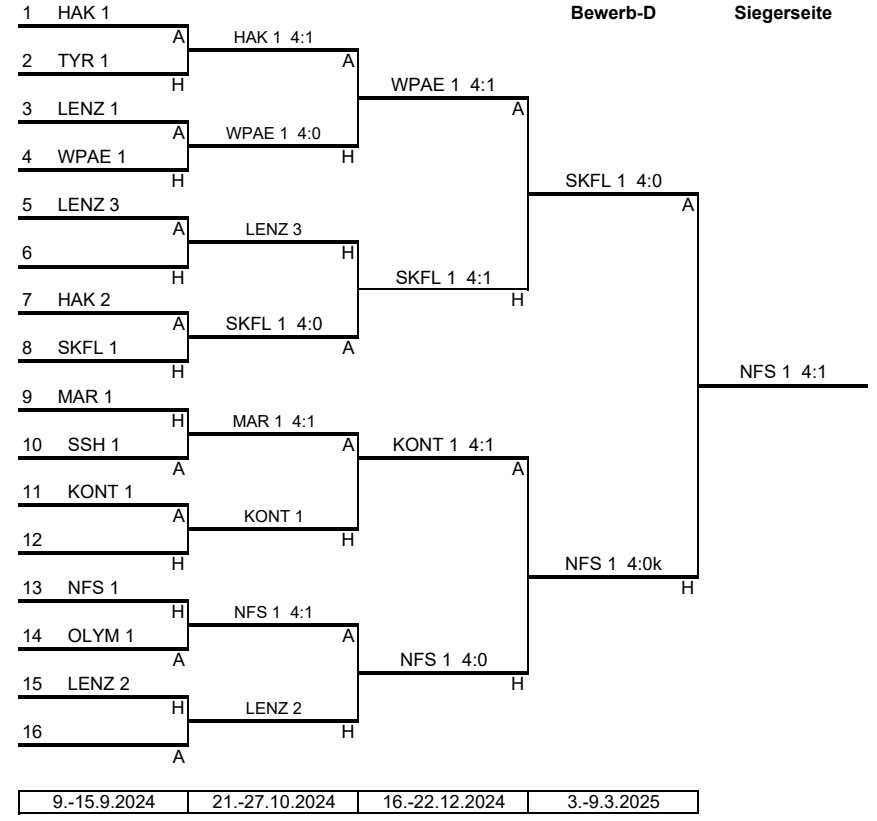 1 HAK 1 Bewerb-D Siegerseite
A HAK 1 4:1
2 TYR 1 A
H WPAE 1 4:1
3 LENZ 1 A
A WPAE 1 4:0
4 WPAE 1 H
H SKFL 1 4:0
5 LENZ 3 A
A LENZ 3
6 H
H SKFL 1 4:1
7 HAK 2 H
A SKFL 1 4:0
8 SKFL 1 A
H NFS 1 4:1
9 MAR 1
H MAR 1 4:1
10 SSH 1 A KONT 1 4:1
A A
11 KONT 1
A KONT 1
12 H
H NFS 1 4:0k
13 NFS 1 H
H NFS 1 4:1
14 OLYM 1 A
A NFS 1 4:0
15 LENZ 2 H
H LENZ 2
16 H
A
9.-15.9.2024 21.-27.10.2024 16.-22.12.2024 3.-9.3.2025